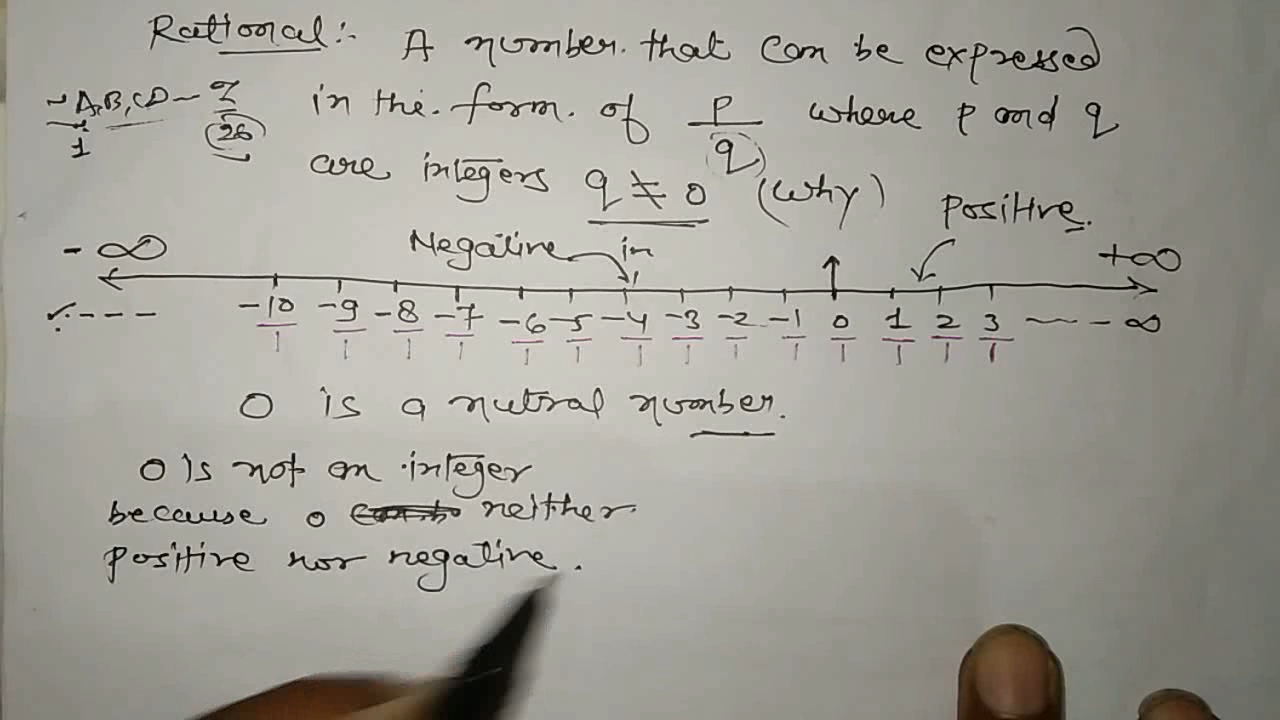 Rational:- A number. that can be expressed
~A,B,CD~Z in the. form. of P where P and q
1 26 q
are integers q ≠ 0 (why)
Positive.
-∞ Negative in +∞
-10 -9 -8 -7 -6 -5 -4 -3 -2 -1 0 1 2 3 --- ∞
1 1 1 1 1 1 1 1 1 1 1 1 1 1
0 is a nutral number.
0 is not an integer
because 0 neither.
positive nor negative.